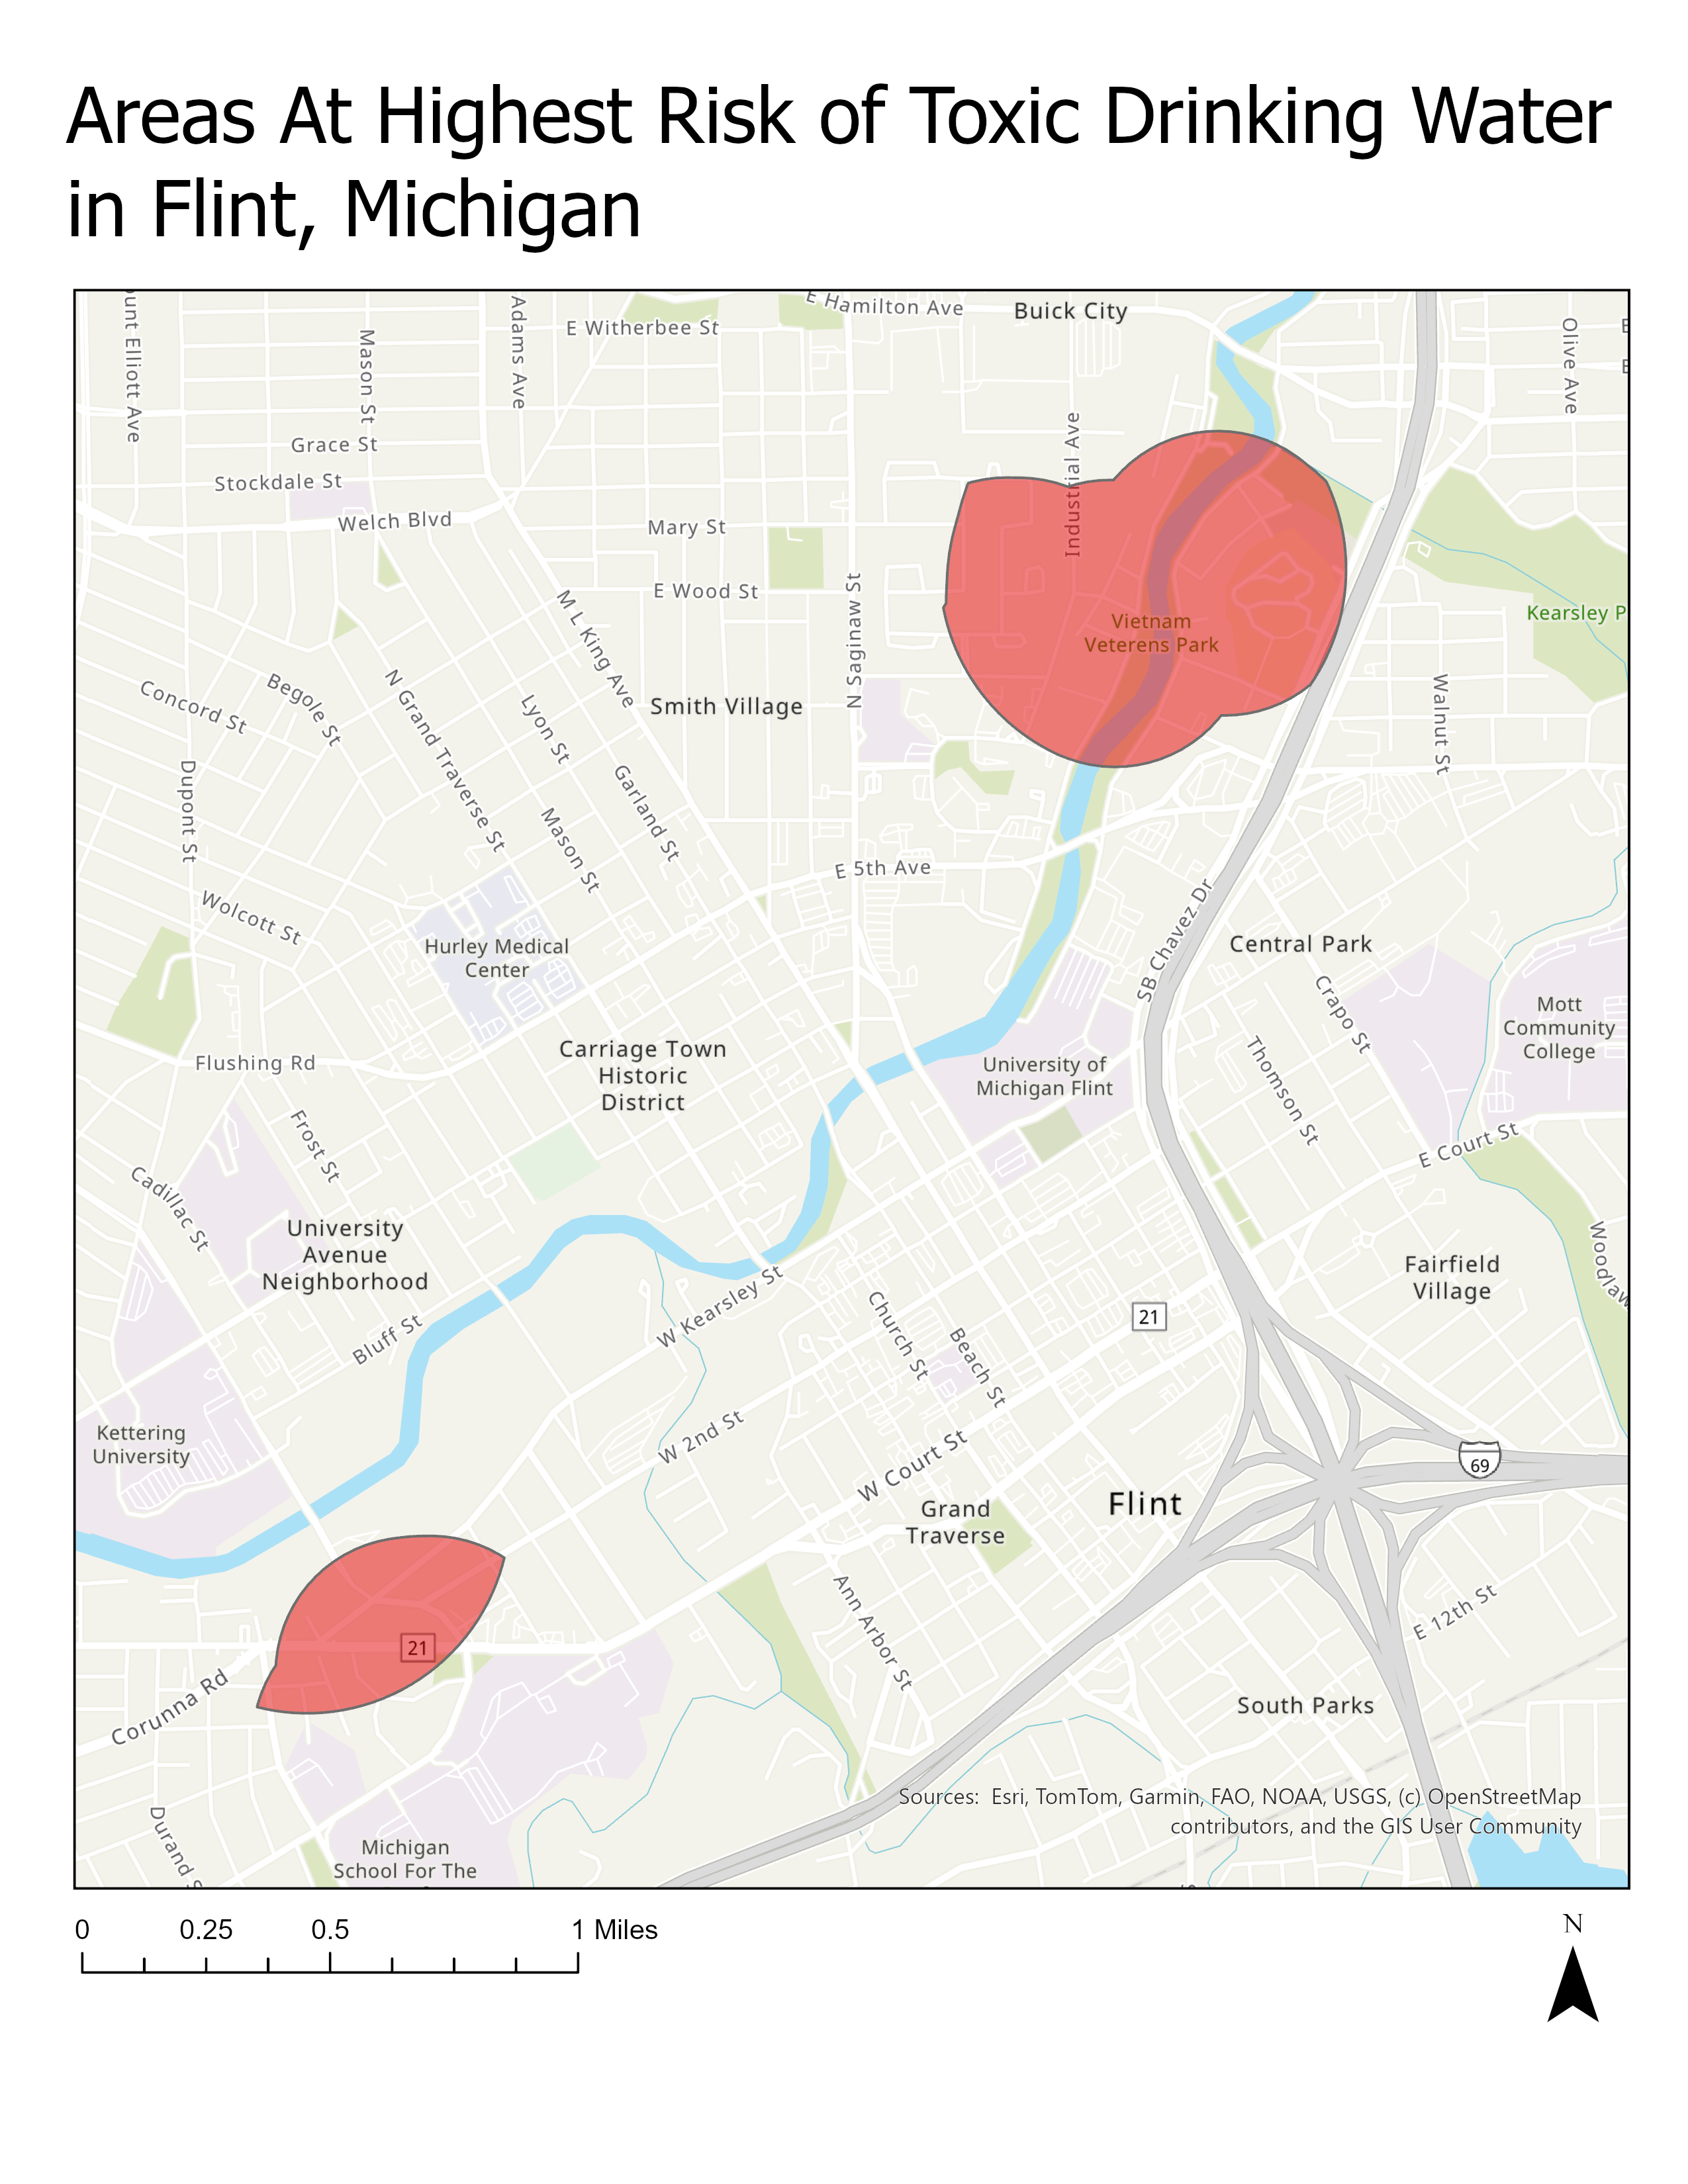 Areas At Highest Risk of Toxic Drinking Water
in Flint, Michigan
E Hamilton Ave
Buick City
unt Elliott Ave
Mason St
Adams Ave
E Witherbee St
Olive Ave
E
E
Grace St
Stockdale St
Welch Blvd
Mary St
Industrial Ave
E Wood St
M L King Ave
N Saginaw St
Vietnam
Veterens Park
Kearsley P
Concord St
Begole St
N Grand Traverse St
Lyon St
Smith Village
Walnut St
Dupont St
Garland St
Mason St
E 5th Ave
SB Chavez Dr
Wolcott St
Hurley Medical
Center
Central Park
Crapo St
Mott
Community
College
Flushing Rd
Carriage Town
Historic
District
University of
Michigan Flint
Thomson St
Frost St
E Court St
Cadillac St
University
Avenue
Neighborhood
Woodlaw
Fairfield
Village
Bluff St
W Kearsley St
Church St
Beach St
21
Kettering
University
W 2nd St
W Court St
69
Grand
Traverse
Flint
Ann Arbor St
E 12th St
21
Corunna Rd
South Parks
Durand S
Michigan
School For The
Sources: Esri, TomTom, Garmin, FAO, NOAA, USGS, (c) OpenStreetMap
contributors, and the GIS User Community
0 0.25 0.5 1 Miles
N